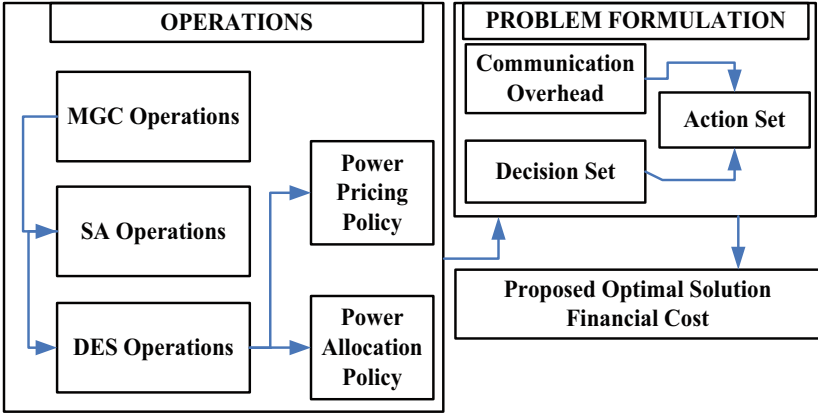 OPERATIONS
MGC Operations
SA Operations
DES Operations
Power
Pricing
Policy
Power
Allocation
Policy
PROBLEM FORMULATION
Communication
Overhead
Decision Set
Action Set
Proposed Optimal Solution
Financial Cost